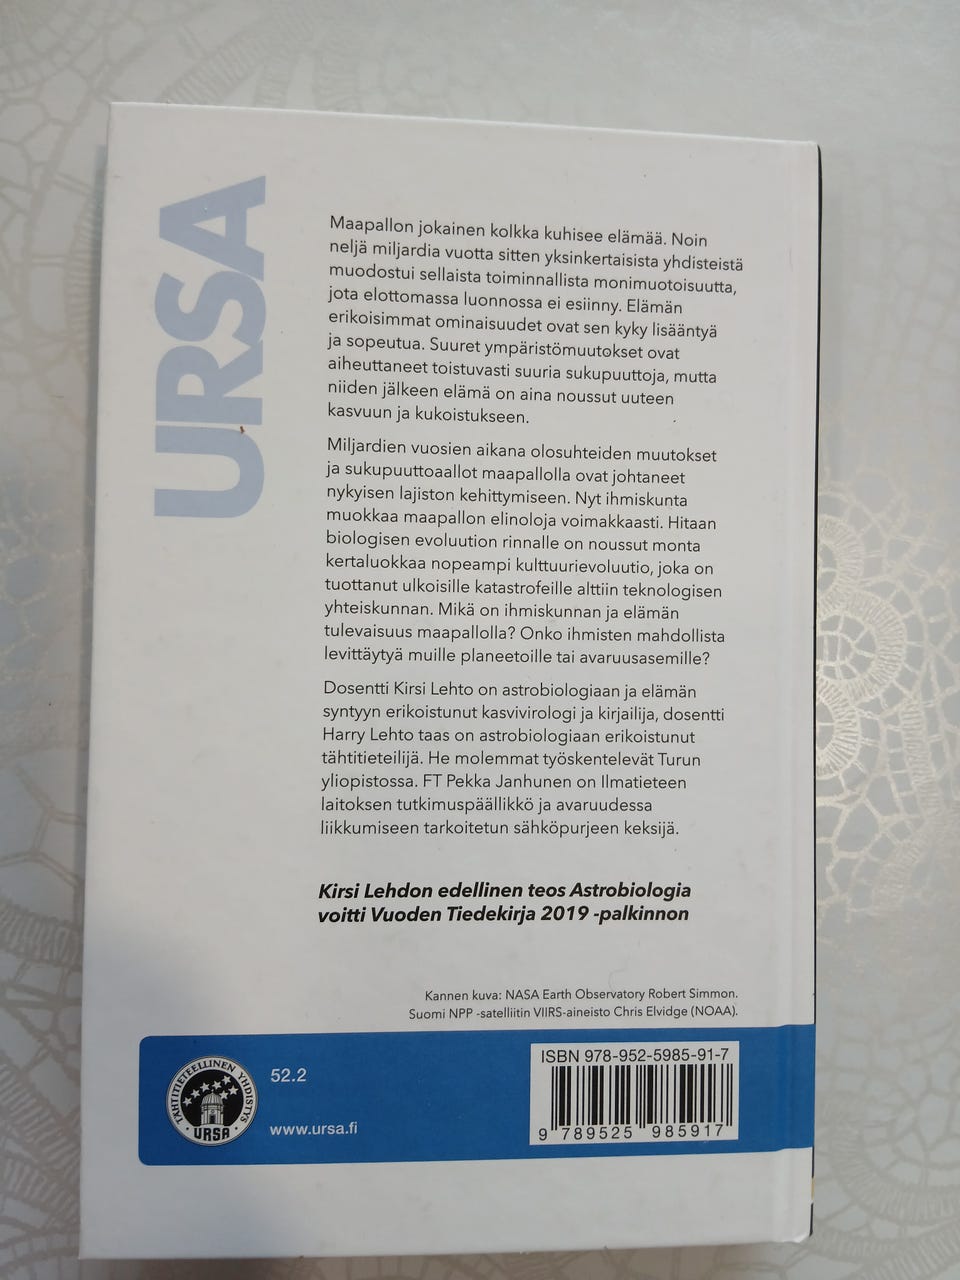 URSA
Maapallon jokainen kolkka kuhisee elämää. Noin
neljä miljardia vuotta sitten yksinkertaisista yhdisteistä
muodostui sellaista toiminnallista monimuotoisuutta,
jota elottomassa luonnossa ei esiinny. Elämän
erikoisimmat ominaisuudet ovat sen kyky lisääntyä
ja sopeutua. Suuret ympäristömuutokset ovat
aiheuttaneet toistuvasti suuria sukupuuttoja, mutta
niiden jälkeen elämä on aina noussut uuteen
kasvuun ja kukoistukseen.
Miljardien vuosien aikana olosuhteiden muutokset
ja sukupuuttoaallot maapallolla ovat johtaneet
nykyisen lajiston kehittymiseen. Nyt ihmiskunta
muokkaa maapallon elinoloja voimakkaasti. Hitaan
biologisen evoluution rinnalle on noussut monta
kertaluokkaa nopeampi kulttuurievoluutio, joka on
tuottanut ulkoisille katastrofeille alttiin teknologisen
yhteiskunnan. Mikä on ihmiskunnan ja elämän
tulevaisuus maapallolla? Onko ihmisten mahdollista
levittäytyä muille planeetoille tai avaruusasemille?
Dosentti Kirsi Lehto on astrobiologiaan ja elämän
syntyyn erikoistunut kasvivirologi ja kirjailija, dosentti
Harry Lehto taas on astrobiologiaan erikoistunut
tähtitieteilijä. He molemmat työskentelevät Turun
yliopistossa. FT Pekka Janhunen on Ilmatieteen
laitoksen tutkimuspäällikkö ja avaruudessa
liikkumiseen tarkoitetun sähköpurjeen keksijä.
Kirsi Lehdon edellinen teos Astrobiologia
voitti Vuoden Tiedekirja 2019 -palkinnon
Kannen kuva: NASA Earth Observatory Robert Simmon.
Suomi NPP -satelliitin VIIRS-aineisto Chris Elvidge (NOAA).
TÄHTITIETEELLINEN YHDISTYS
URSA
52.2
www.ursa.fi
ISBN 978-952-5985-91-7
9 789525 985917